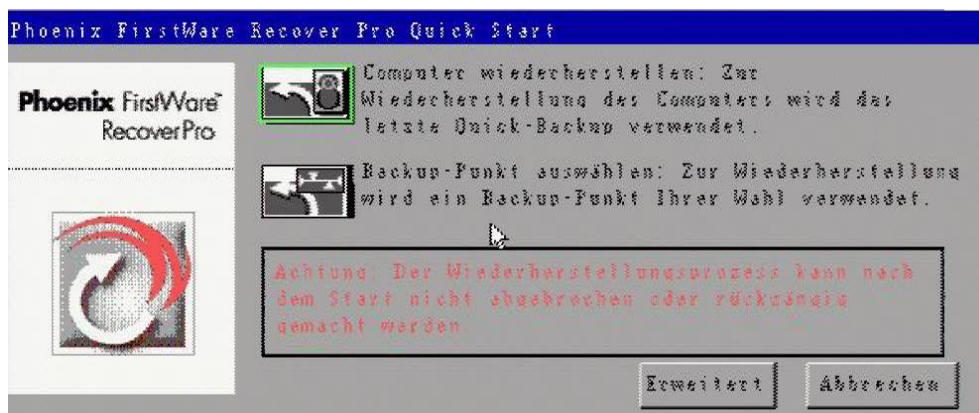 Phoenix FirstWare Recover Pro Quick Start
Phoenix FirstWare™
RecoverPro
Computer wiederherstellen: Zur
Wiederherstellung des Computers wird das
letzte Quick-Backup verwendet.
Backup-Punkt auswählen: Zur Wiederherstellung
wird ein Backup-Punkt Ihrer Wahl verwendet.
Achtung: Der Wiederherstellungsprozess kann nach
dem Start nicht abgebrochen oder rückgängig
gemacht werden.
Erweitert
Abbrechen